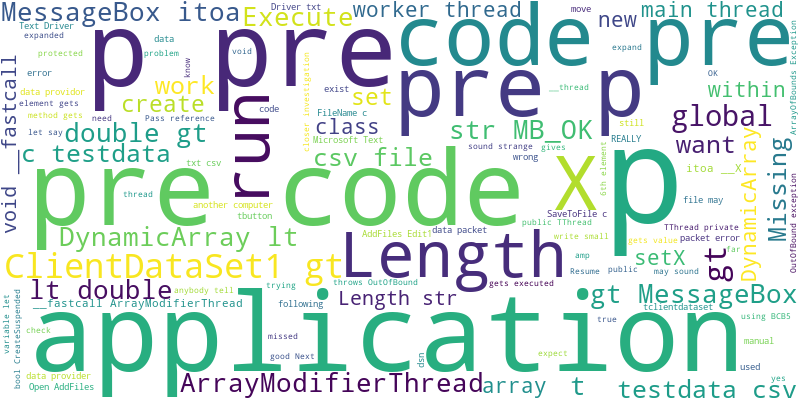 MessageBox itoa
Driver txt
worker thread
move
main thread
Text Driver
expanded
Execute
new
p pre
code pre
data
void
protected
problem
know
expand
ArrayOfBounds Exception
error
data provider
work
exist
__thread
OK
element gets
create
set
pre p
within
method gets
need
Pass reference
code
closer investigation
FileName c
still
global
let say
double gt
run
class
str MB_OK
REALLY
void __fastcall
Microsoft Text
sound strange
gives
want
c testdata
txt csv
csv file
wrong
itoa __X
DynamicArray
Missing
pre code X
p
6th element
thread
another computer
file may
tbutton
SaveToFile c
public TThread
TThread private
OutOfBound exception
DynamicArray lt
AddFiles Edit1
data packet
write small
gets value
packet error
far
Length
amp
setX
gt
ClientDataSet1 gt
anybody tell
trying
throws OutOfBound
Resume
public
may sound
lt double
gets executed
tclientdataset
using BCB5
__fastcall ArrayModifierThread
following
Length str
gt MessageBox
variable let
bool CreateSuspended
application
true
check
missed
expect
manual
good Next
dsn
data provider
used
yes
Open AddFiles
ArrayModifierThread
array t
testdata csv